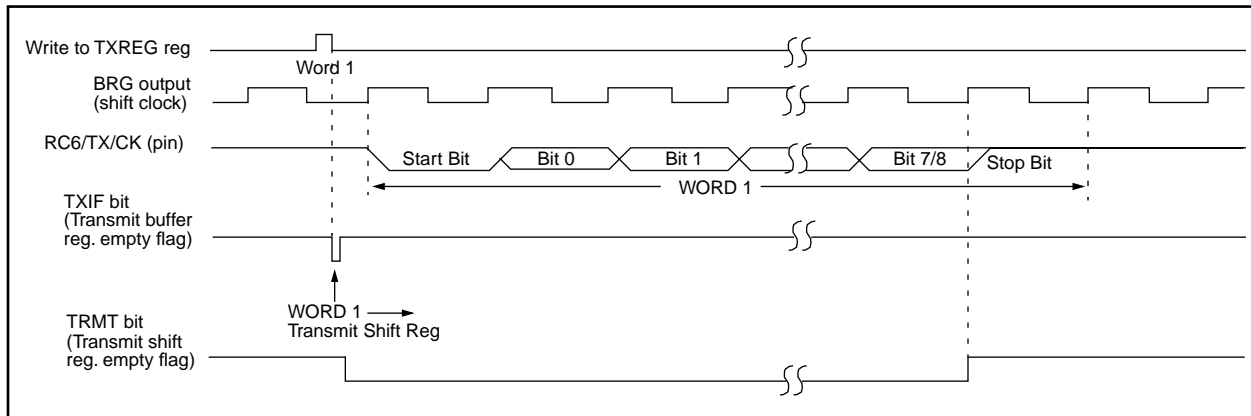 Write to TXREG reg
Word 1
BRG output
(shift clock)
RC6/TX/CK (pin)
Start Bit
Bit 0
Bit 1
Bit 7/8
Stop Bit
WORD 1
TXIF bit
(Transmit buffer
reg. empty flag)
WORD 1
Transmit Shift Reg
TRMT bit
(Transmit shift
reg. empty flag)